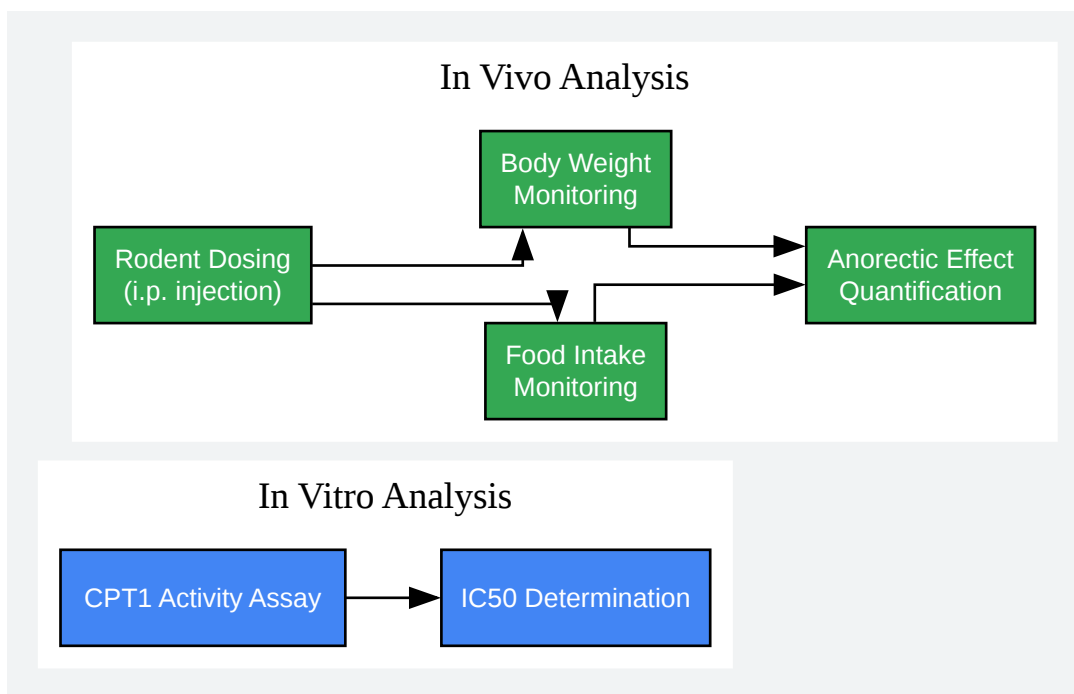 In Vivo Analysis
Body Weight
Monitoring
Rodent Dosing
(i.p. injection)
Anorectic Effect
Quantification
Food Intake
Monitoring
In Vitro Analysis
CPT1 Activity Assay
IC50 Determination